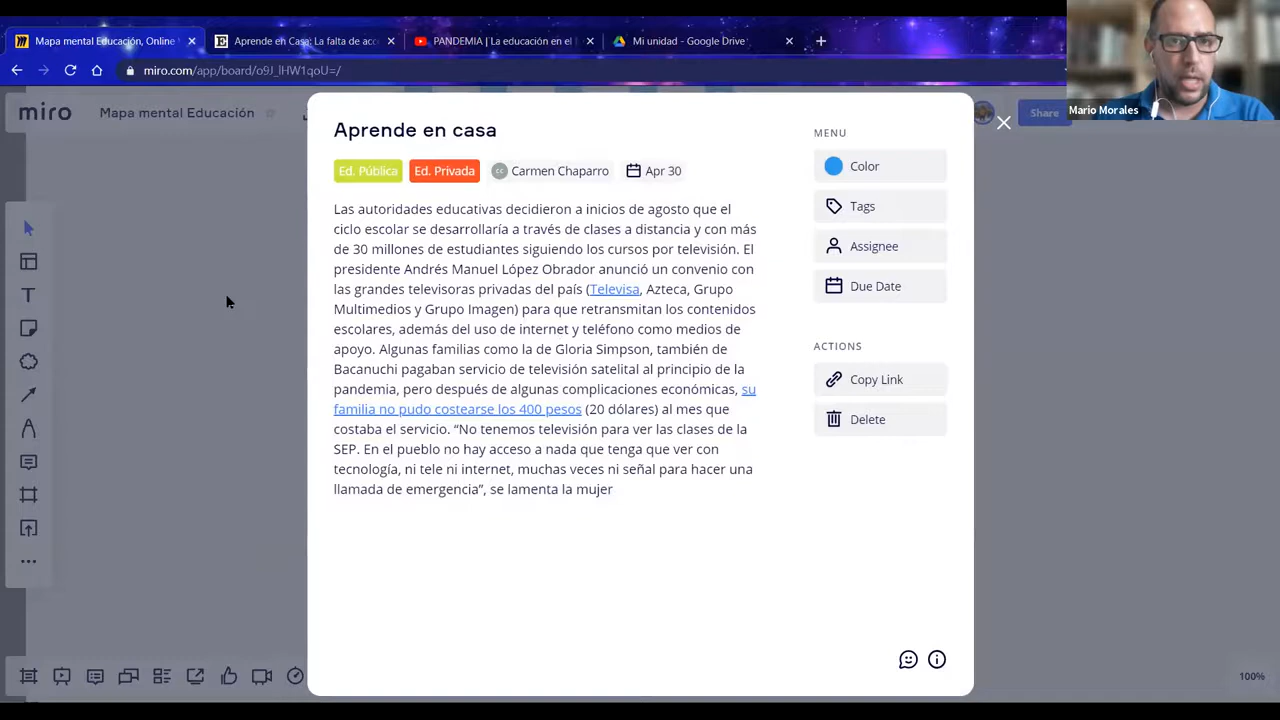 Mapa mental Educación, Online
Aprende en Casa: La falta de acc
PANDEMIA | La educación en el
Mi unidad - Google Drive
miro.com/app/board/o9J_lHW1qoU=/
Mario Morales
miro
Mapa mental Educación
Share
Aprende en casa
MENU
Ed. Pública
Ed. Privada
CC
Carmen Chaparro
Apr 30
Color
Tags
Assignee
Due Date
ACTIONS
Copy Link
Delete
Las autoridades educativas decidieron a inicios de agosto que el
ciclo escolar se desarrollaría a través de clases a distancia y con más
de 30 millones de estudiantes siguiendo los cursos por televisión. El
presidente Andrés Manuel López Obrador anunció un convenio con
las grandes televisoras privadas del país (Televisa, Azteca, Grupo
Multimedios y Grupo Imagen) para que retransmitan los contenidos
escolares, además del uso de internet y teléfono como medios de
apoyo. Algunas familias como la de Gloria Simpson, también de
Bacanuchi pagaban servicio de televisión satelital al principio de la
pandemia, pero después de algunas complicaciones económicas, su
familia no pudo costearse los 400 pesos (20 dólares) al mes que
costaba el servicio. “No tenemos televisión para ver las clases de la
SEP. En el pueblo no hay acceso a nada que tenga que ver con
tecnología, ni tele ni internet, muchas veces ni señal para hacer una
llamada de emergencia”, se lamenta la mujer
100%